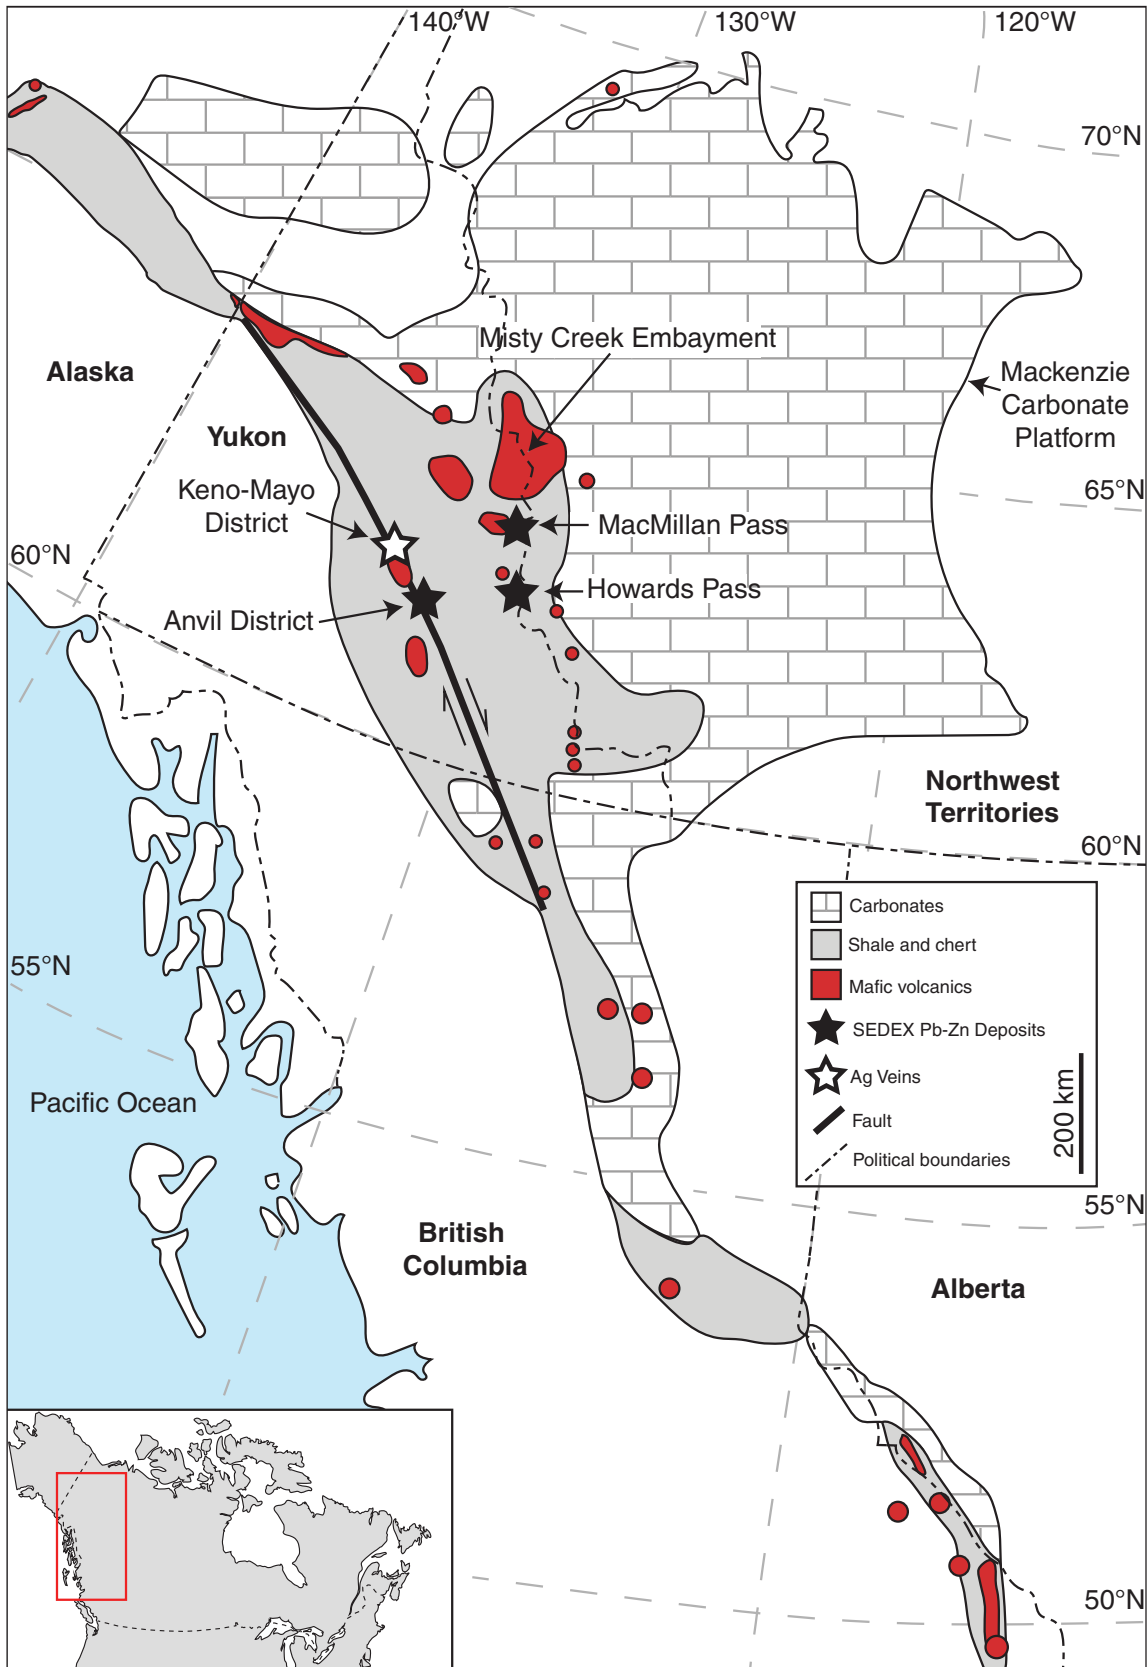 140°W
130°W
120°W
70°N
Misty Creek Embayment
Alaska
Mackenzie
Carbonate
Platform
Yukon
Keno-Mayo
District
65°N
MacMillan Pass
60°N
Howards Pass
Anvil District
Northwest
Territories
60°N
Carbonates
Shale and chert
55°N
Mafic volcanics
SEDEX Pb-Zn Deposits
Ag Veins
Pacific Ocean
Fault
200 km
Political boundaries
55°N
British
Columbia
Alberta
50°N